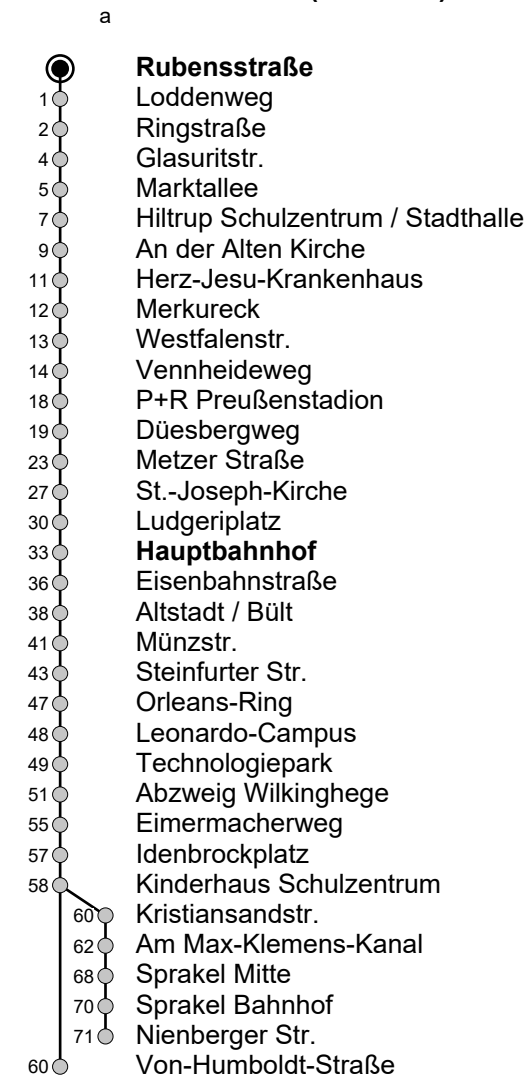 a
Rubensstraße
1 Loddenweg
2 Ringstraße
4 Glasuritstr.
5 Marktallee
7 Hiltrup Schulzentrum / Stadthalle
9 An der Alten Kirche
11 Herz-Jesu-Krankenhaus
12 Merkureck
13 Westfalenstr.
14 Vennheideweg
18 P+R Preußenstadion
19 Düesbergweg
23 Metzer Straße
27 St.-Joseph-Kirche
30 Ludgeriplatz
33 Hauptbahnhof
36 Eisenbahnstraße
38 Altstadt / Bült
41 Münzstr.
43 Steinfurter Str.
47 Orleans-Ring
48 Leonardo-Campus
49 Technologiepark
51 Abzweig Wilkinghege
55 Eimermacherweg
57 Idenbrockplatz
58 Kinderhaus Schulzentrum
60 Kristiansandstr.
62 Am Max-Klemens-Kanal
68 Sprakel Mitte
70 Sprakel Bahnhof
71 Nienberger Str.
60 Von-Humboldt-Straße